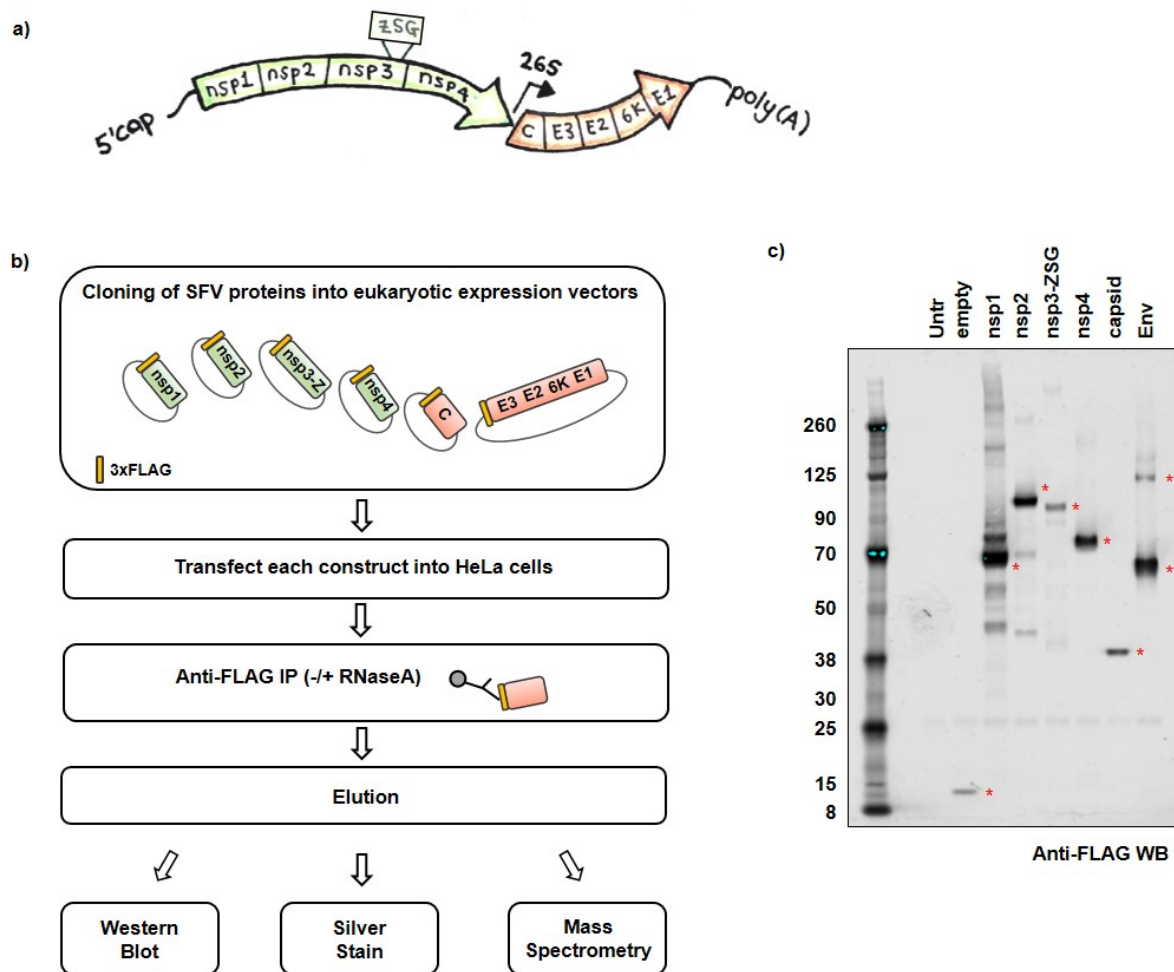 a)
ZSG
nsp1 nsp2 nsp3 nsp4
26S
5'cap
C E3 E2 6K E1
poly(A)
b)
Cloning of SFV proteins into eukaryotic expression vectors
nsp1
nsp2
nsp3-Z
nsp4
C
E3 E2 6K E1
3xFLAG
Transfect each construct into HeLa cells
Anti-FLAG IP (-/+ RNaseA)
Elution
Western
Blot
Silver
Stain
Mass
Spectrometry
c)
Untr
empty
nsp1
nsp2
nsp3-ZSG
nsp4
capsid
Env
260
125
90
70
50
38
30
25
15
8
*
*
*
*
*
*
*
*
Anti-FLAG WB